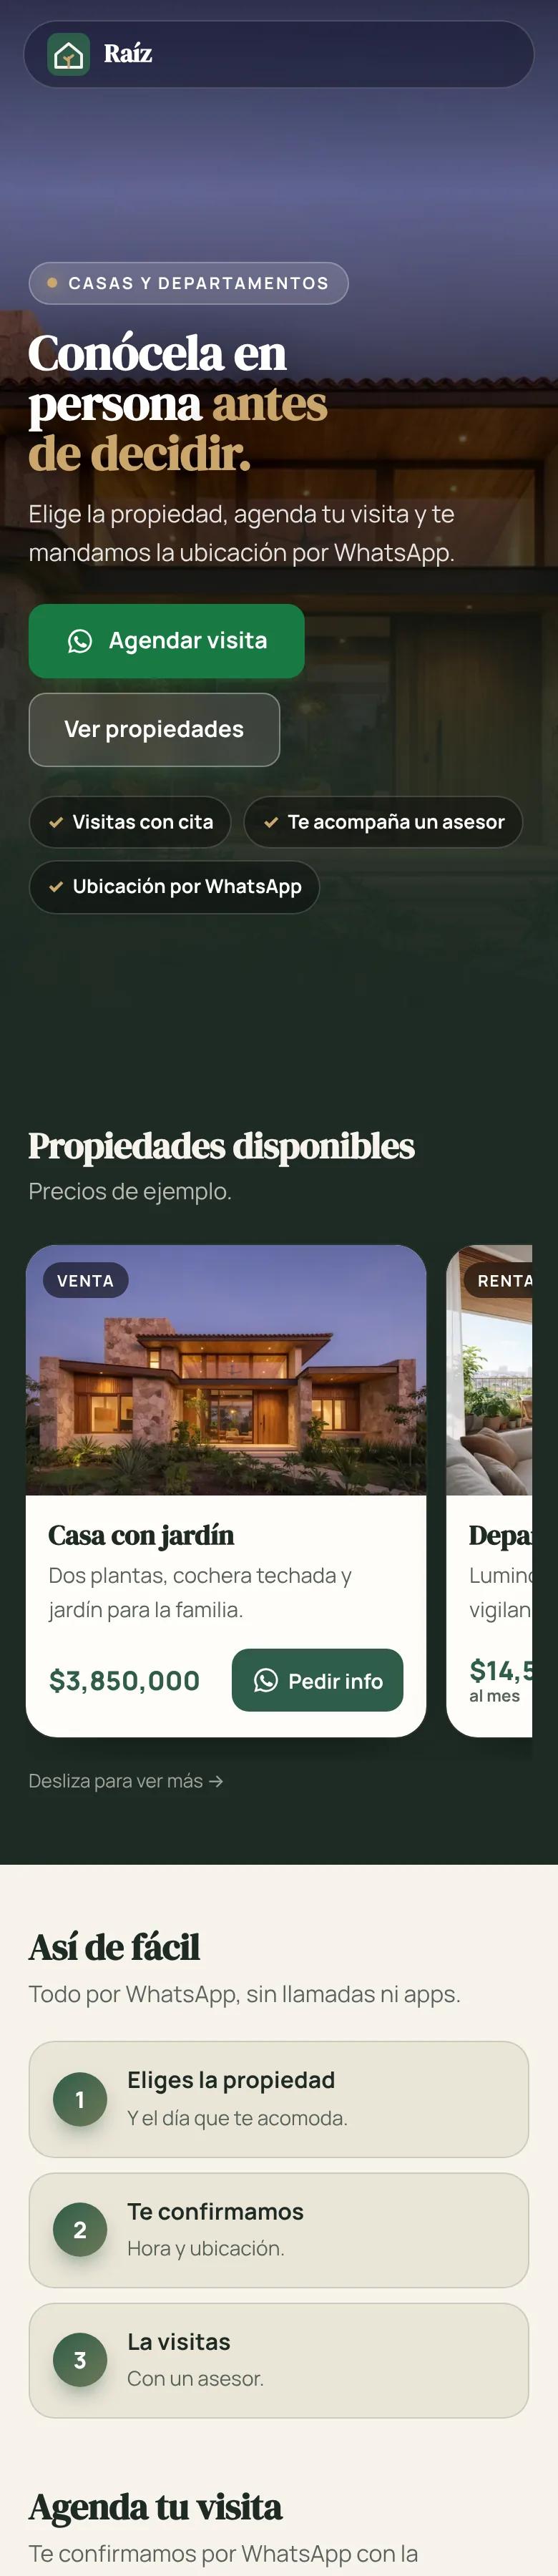 Raíz
CASAS Y DEPARTAMENTOS
Conócela en
persona antes
de decidir.
Elige la propiedad, agenda tu visita y te
mandamos la ubicación por WhatsApp.
Agendar visita
Ver propiedades
✓ Visitas con cita
✓ Te acompaña un asesor
✓ Ubicación por WhatsApp
Propiedades disponibles
Precios de ejemplo.
VENTA
Casa con jardín
Dos plantas, cochera techada y
jardín para la familia.
$3,850,000
Pedir info
RENTA
$14,5
al mes
Desliza para ver más →
Así de fácil
Todo por WhatsApp, sin llamadas ni apps.
1
Eliges la propiedad
Y el día que te acomoda.
2
Te confirmamos
Hora y ubicación.
3
La visitas
Con un asesor.
Agenda tu visita
Te confirmamos por WhatsApp con la